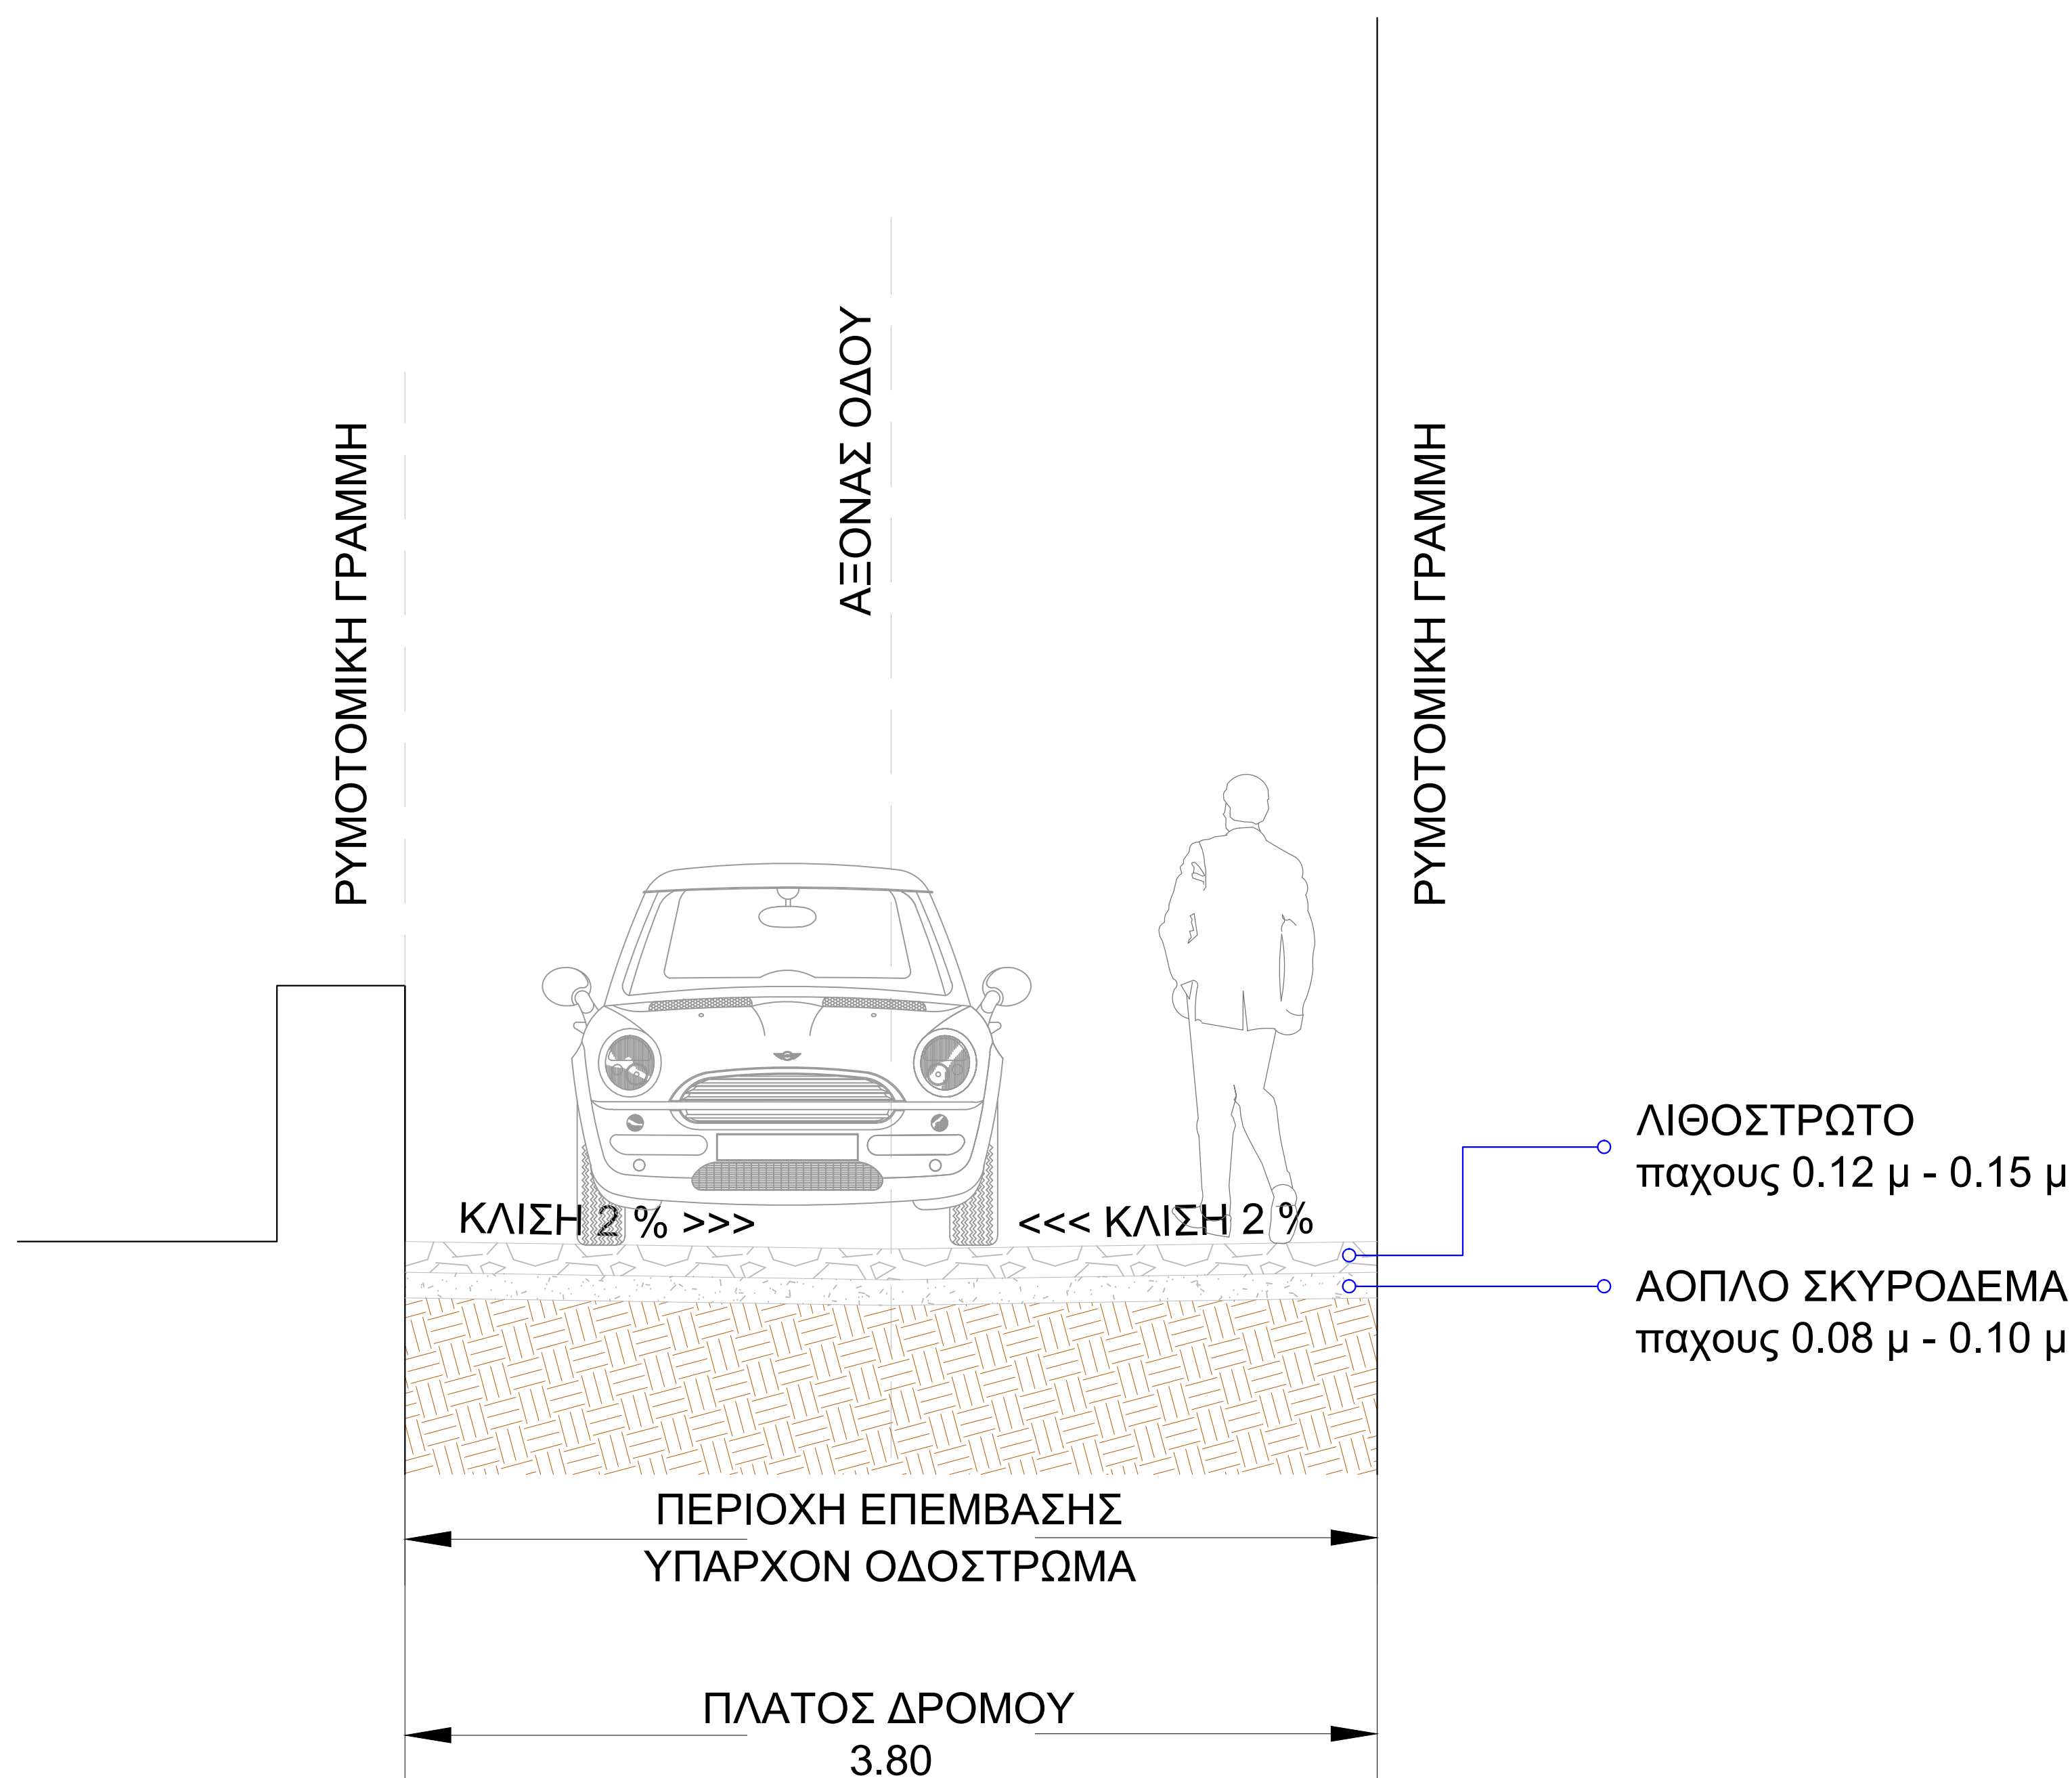 ΑΞΟΝΑΣ ΟΔΟΥ
ΡΥΜΟΤΟΜΙΚΗ ΓΡΑΜΜΗ
ΡΥΜΟΤΟΜΙΚΗ ΓΡΑΜΜΗ
ΛΙΘΟΣΤΡΩΤΟ
παχους 0.12 μ - 0.15 μ
ΚΛΙΣΗ 2 % >>>
<<< ΚΛΙΣΗ 2 %
ΑΟΠΛΟ ΣΚΥΡΟΔΕΜΑ
παχους 0.08 μ - 0.10 μ
ΠΕΡΙΟΧΗ ΕΠΕΜΒΑΣΗΣ
ΥΠΑΡΧΟΝ ΟΔΟΣΤΡΩΜΑ
ΠΛΑΤΟΣ ΔΡΟΜΟΥ
3.80